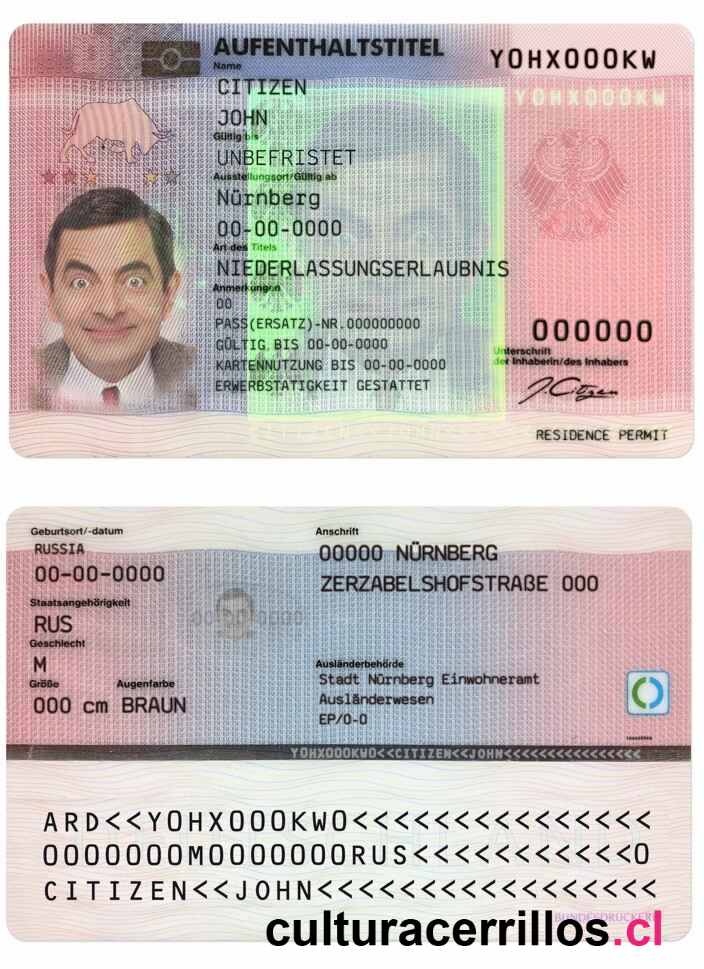 AUFENTHALTSTITEL
YOHX000KW
Name
CITIZEN
YOHX000KW
JOHN
Gültig bis
UNBEFRISTET
Ausstellungsort/Gültig ab
Nürnberg
00-00-0000
Art des Titels
NIEDERLASSUNGSERLAUBNIS
Anmerkungen
00
PASS(ERSATZ)-NR.000000000
000000
GÜLTIG BIS 00-00-0000
Unterschrift
der Inhaberin/des Inhabers
KARTENNUTZUNG BIS 00-00-0000
ERWERBSTATIGKEIT GESTATTET
J.Citizen
RESIDENCE PERMIT
Geburtsort/-datum
Anschrift
RUSSIA
00000 NÜRNBERG
00-00-0000
ZERZABELSHOFSTRAßE 000
Staatsangehörigkeit
RUS
00-00-0000
Geschlecht
M
Ausländerbehörde
Größe
Augenfarbe
Stadt Nürnberg Einwohneramt
000 cm BRAUN
Ausländerwesen
EP/0-0
YOHX000KW0<<CITIZEN<<JOHN<<<<<<<<<<<<<<<<<
ARD<<YOHX000KW0<<<<<<<<<<<<<<<
0000000M0000000RUS<<<<<<<<<<<0
CITIZEN<<JOHN<<<<<<<<<<<<<<<<<
BUNDESDRUCKEREI
culturacerrillos.cl